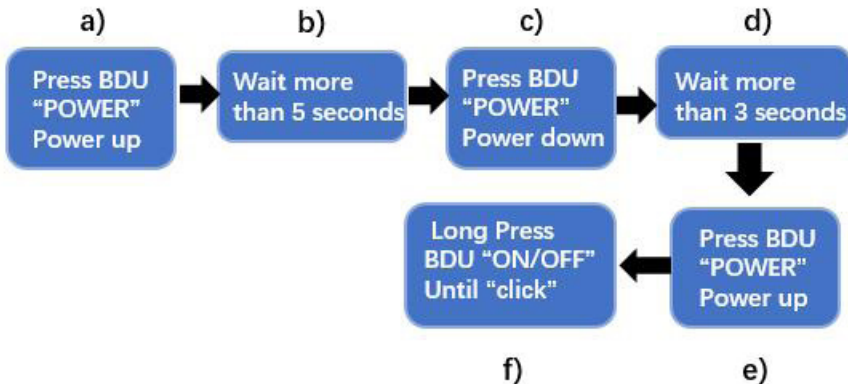 a)
b)
c)
d)
Press BDU
“POWER”
Power up
Wait more
than 5 seconds
Press BDU
“POWER”
Power down
Wait more
than 3 seconds
Press BDU
“POWER”
Power up
Long Press
BDU “ON/OFF”
Until “click”
f)
e)